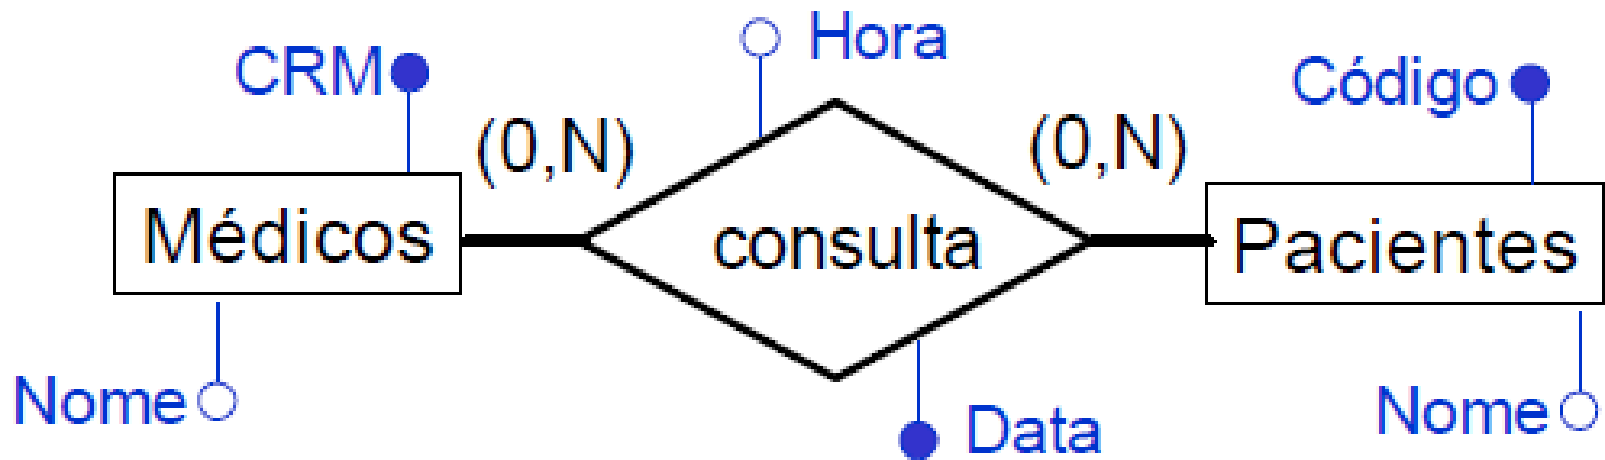 CRM
Hora
Código
(0,N)
(0,N)
Médicos
consulta
Pacientes
Nome
Data
Nome